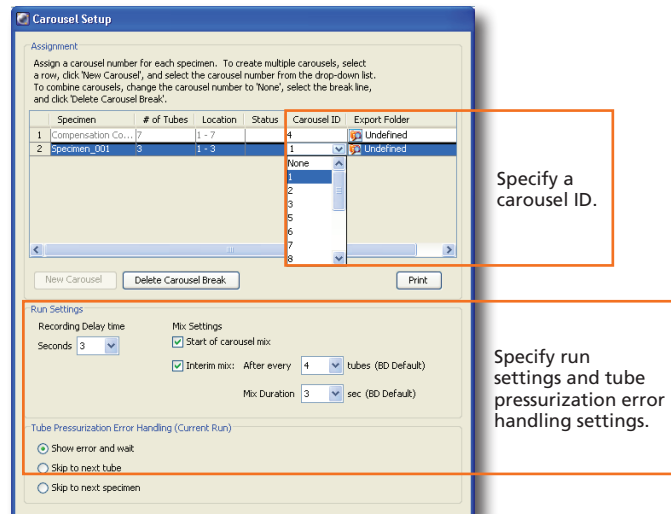 Carousel Setup
Assignment
Assign a carousel number for each specimen. To create multiple carousels, select
a row, click 'New Carousel', and select the carousel number from the drop-down list.
To combine carousels, change the carousel number to 'None', select the break line,
and click 'Delete Carousel Break'.
Specimen # of Tubes Location Status Carousel ID Export Folder
1 Compensation Co... 7 1 - 7 4 Undefined
2 Specimen_001 3 1 - 3 1 Undefined
None
1
2
3
5
6
7
8
Specify a
carousel ID.
New Carousel Delete Carousel Break Print
Run Settings
Recording Delay time Mix Settings
Seconds 3 Start of carousel mix
Interim mix: After every 4 tubes (BD Default)
Mix Duration 3 sec (BD Default)
Specify run
settings and tube
pressurization error
handling settings.
Tube Pressurization Error Handling (Current Run)
Show error and wait
Skip to next tube
Skip to next specimen